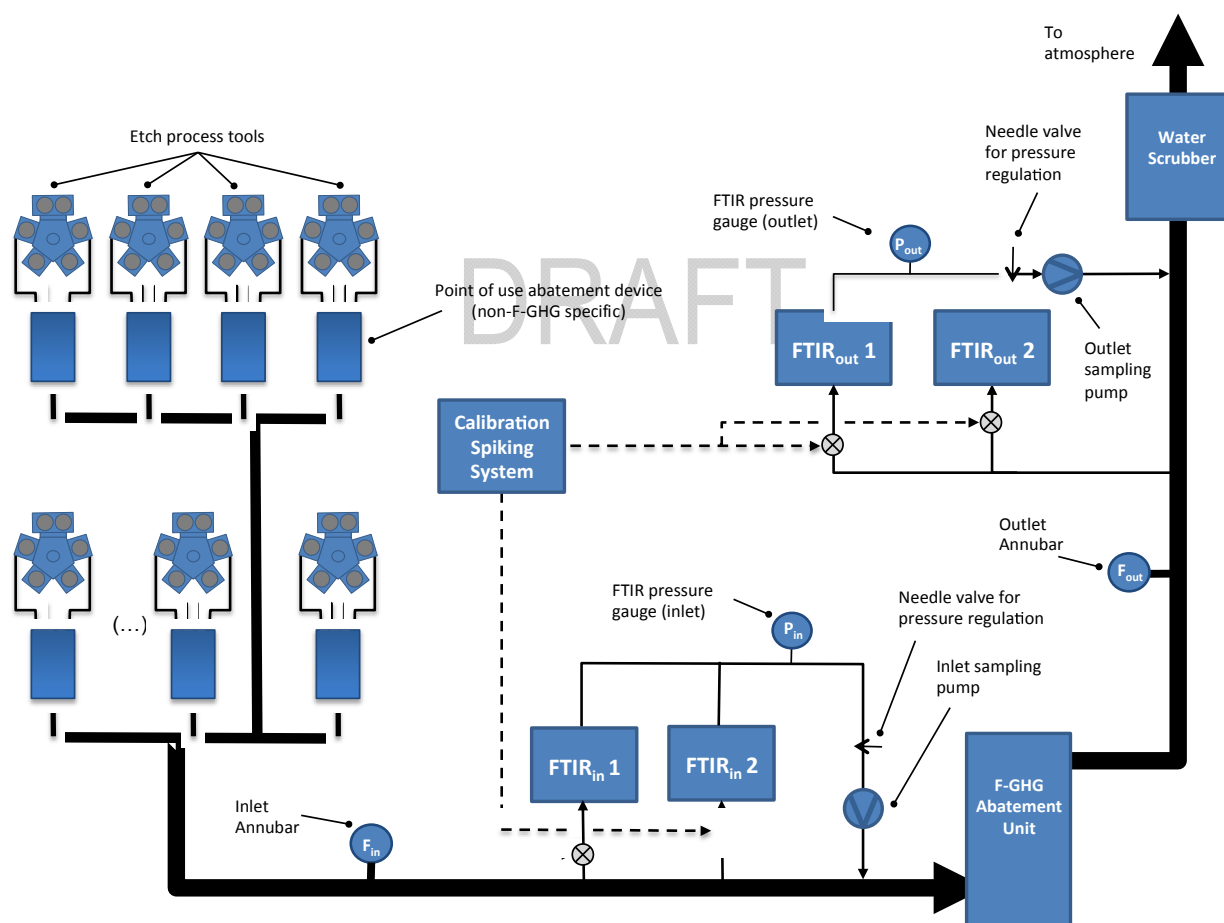 To
atmosphere
Water
Scrubber
Etch process tools
Needle valve
for pressure
regulation
FTIR pressure
gauge (outlet)
Pout
DRAFT
Point of use abatement device
(non-F-GHG specific)
FTIRout 1
FTIRout 2
Outlet
sampling
pump
Calibration
Spiking
System
Outlet
Annubar
Fout
(...)
FTIR pressure
gauge (inlet)
Pin
Needle valve for
pressure regulation
Inlet sampling
pump
FTIRin 1
FTIRin 2
Inlet
Annubar
Fin
F-GHG
Abatement
Unit